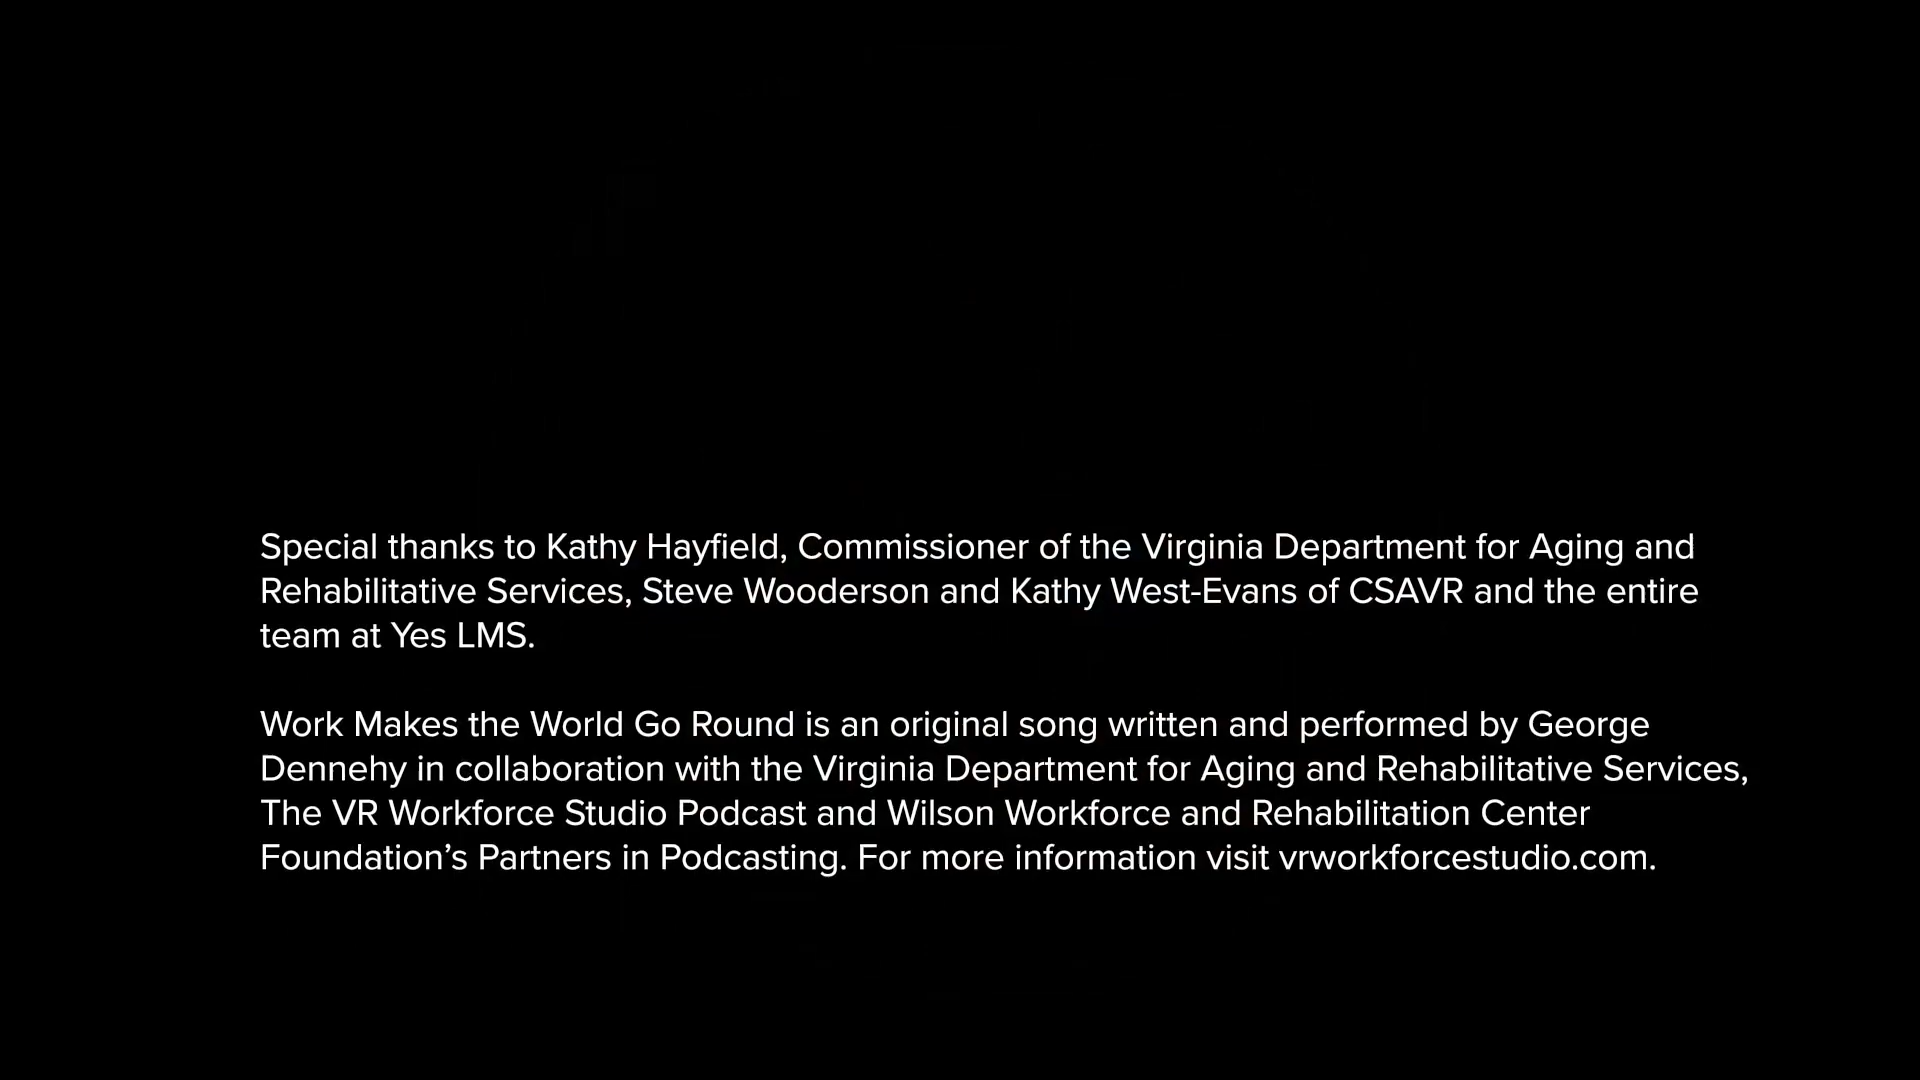 Special thanks to Kathy Hayfield, Commissioner of the Virginia Department for Aging and
Rehabilitative Services, Steve Wooderson and Kathy West-Evans of CSAVR and the entire
team at Yes LMS.
Work Makes the World Go Round is an original song written and performed by George
Dennehy in collaboration with the Virginia Department for Aging and Rehabilitative Services,
The VR Workforce Studio Podcast and Wilson Workforce and Rehabilitation Center
Foundation’s Partners in Podcasting. For more information visit vrworkforcestudio.com.